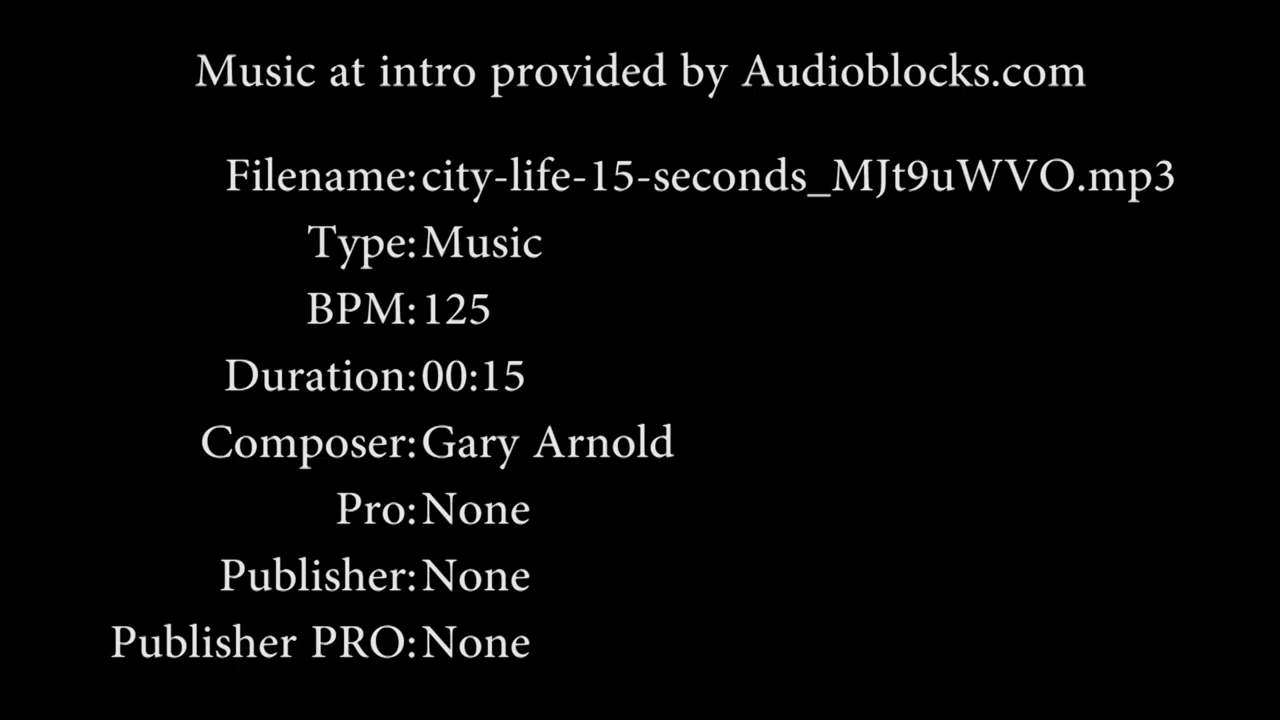 Music at intro provided by Audioblocks.com
Filename: city-life-15-seconds_MJt9uWVO.mp3
Type: Music
BPM: 125
Duration: 00:15
Composer: Gary Arnold
Pro: None
Publisher: None
Publisher PRO: None